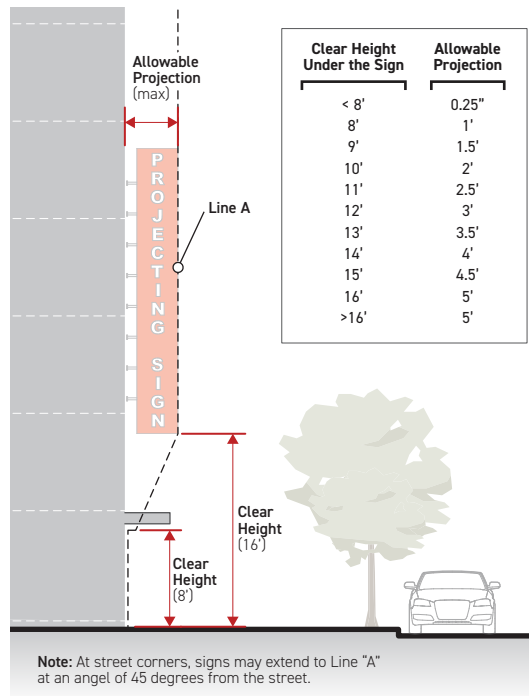 Allowable
Projection
(max)
Clear Height
Under the Sign
Allowable
Projection
< 8' 0.25”
8' 1'
9' 1.5'
10' 2'
11' 2.5'
12' 3'
13' 3.5'
14' 4'
15' 4.5'
16' 5'
>16' 5'
PROJECTING SIGN
Line A
Clear
Height
(16')
Clear
Height
(8')
Note: At street corners, signs may extend to Line “A”
at an angel of 45 degrees from the street.